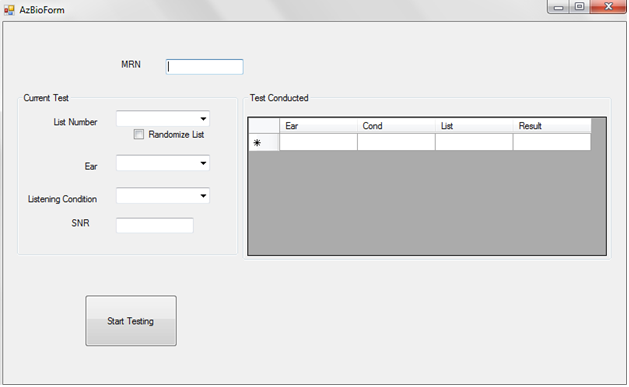 AzBioForm
MRN
Current Test
List Number
Randomize List
Ear
Listening Condition
SNR
Test Conducted
Ear Cond List Result
Start Testing